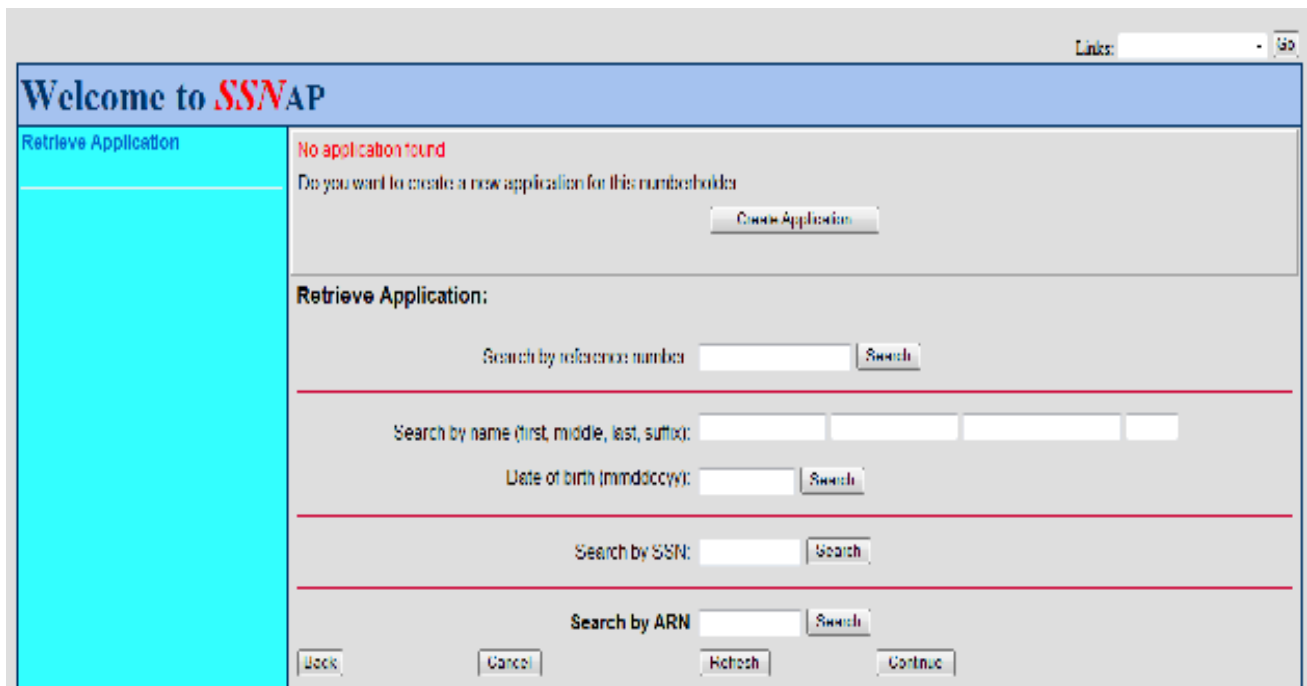 Links: Go
Welcome to SSNAP
Retrieve Application
No application found
Do you want to create a new application for this numberholder
Create Application
Retrieve Application:
Search by reference number Search
Search by name (first, middle, last, suffix):
Date of birth (mmddccyy): Search
Search by SSN: Search
Search by ARN Search
Back Cancel Refresh Continue